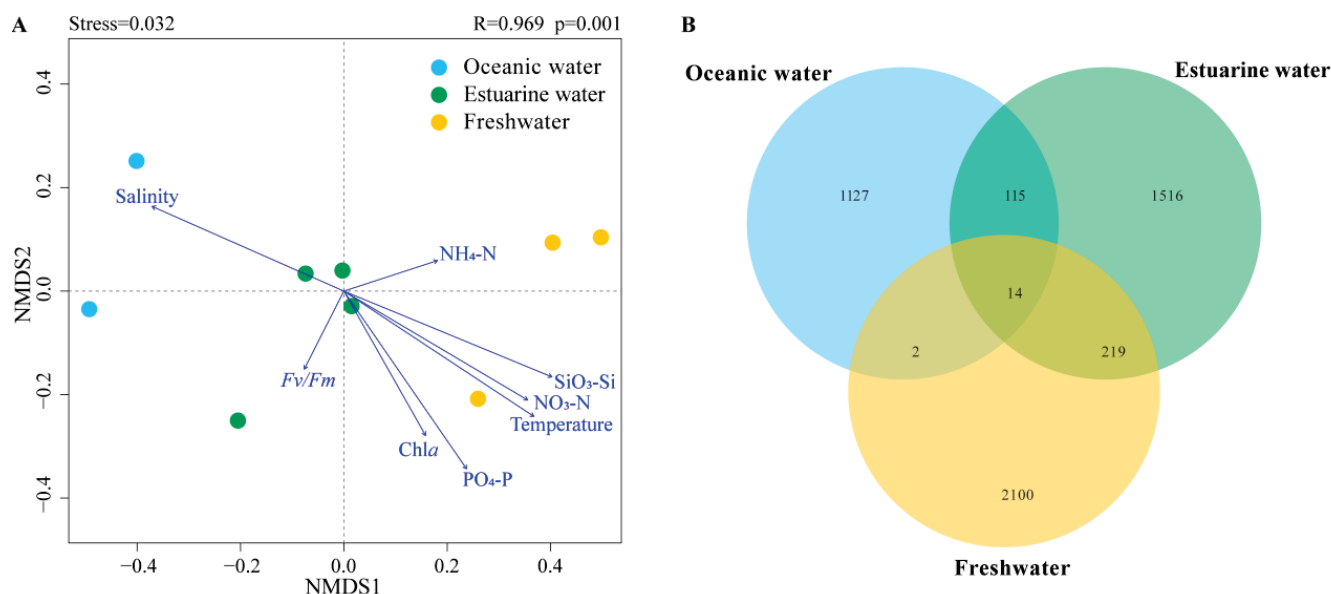 A Stress=0.032 R=0.969 p=0.001
Oceanic water
Estuarine water
Freshwater
Salinity
NH₄-N
Fv/Fm
SiO₃-Si
NO₃-N
Temperature
Chla
PO₄-P
NMDS2
0.4
0.2
0.0
−0.2
−0.4
−0.4 −0.2 0.0 0.2 0.4
NMDS1
B
Oceanic water
Estuarine water
1127 115 1516
14
2 219
2100
Freshwater